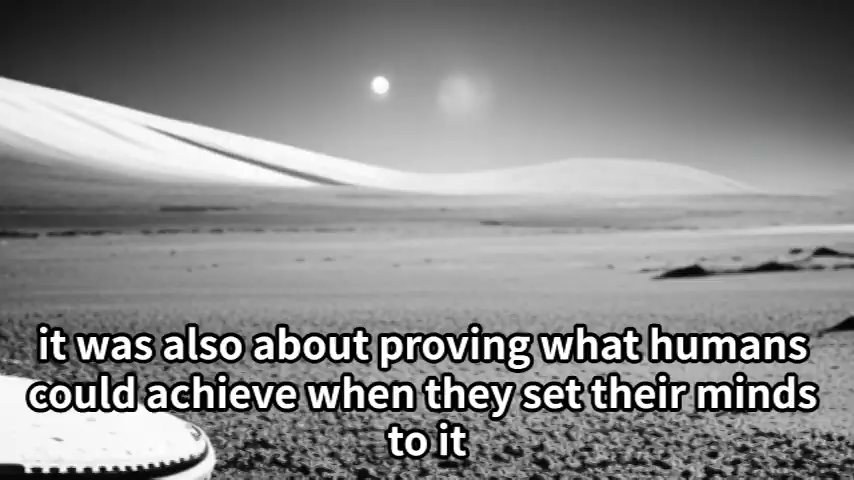 it was also about proving what humans
could achieve when they set their minds
to it